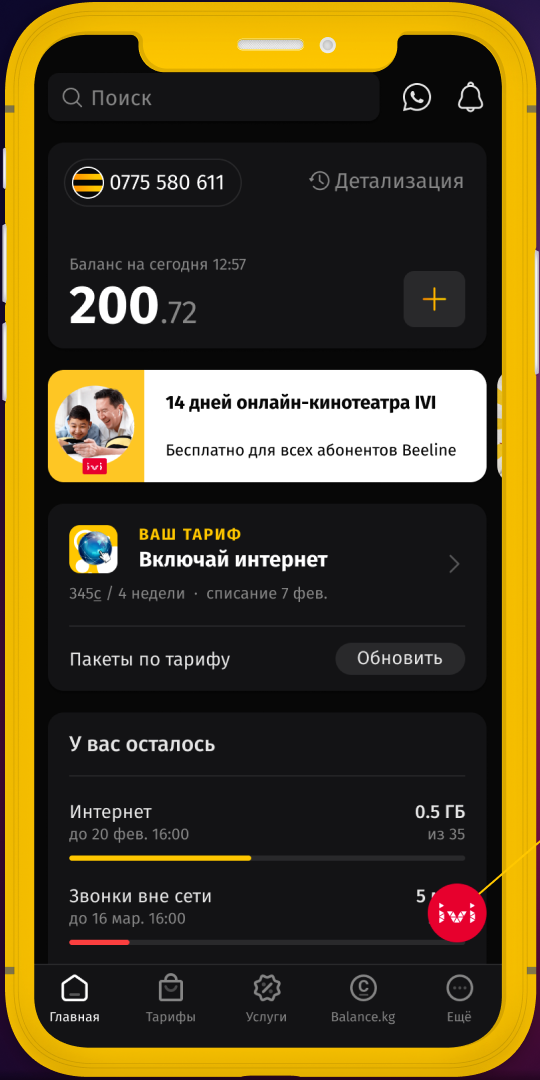 Поиск
0775 580 611
Детализация
Баланс на сегодня 12:57
200.72
14 дней онлайн-кинотеатра IVI
Бесплатно для всех абонентов Beeline
ivi
ВАШ ТАРИФ
Включай интернет
345с / 4 недели · списание 7 фев.
Пакеты по тарифу
Обновить
У вас осталось
Интернет
0.5 ГБ
до 20 фев. 16:00
из 35
Звонки вне сети
5
до 16 мар. 16:00
ivi
Главная
Тарифы
Услуги
Balance.kg
Ещё